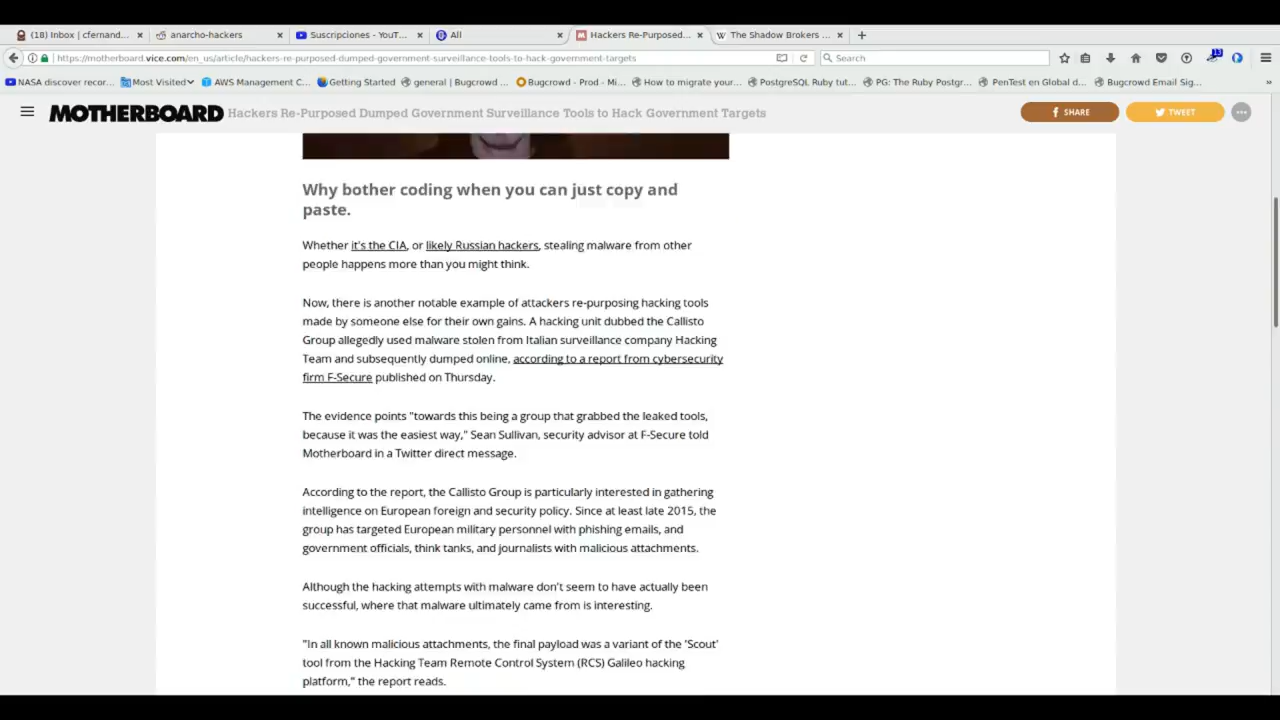 (18) Inbox | cfernand...
anarcho-hackers
Suscripciones - YouT...
All
Hackers Re-Purposed...
The Shadow Brokers ...
https://motherboard.vice.com/en_us/article/hackers-re-purposed-dumped-government-surveillance-tools-to-hack-government-targets
Search
13
NASA discover recor...
Most Visited
AWS Management C...
Getting Started
general | Bugcrowd ...
Bugcrowd - Prod - Mi...
How to migrate your...
PostgreSQL Ruby tut...
PG: The Ruby Postgr...
PenTest en Global d...
Bugcrowd Email Sig...
MOTHERBOARD
Hackers Re-Purposed Dumped Government Surveillance Tools to Hack Government Targets
SHARE
TWEET
Why bother coding when you can just copy and
paste.
Whether it's the CIA, or likely Russian hackers, stealing malware from other
people happens more than you might think.
Now, there is another notable example of attackers re-purposing hacking tools
made by someone else for their own gains. A hacking unit dubbed the Callisto
Group allegedly used malware stolen from Italian surveillance company Hacking
Team and subsequently dumped online, according to a report from cybersecurity
firm F-Secure published on Thursday.
The evidence points "towards this being a group that grabbed the leaked tools,
because it was the easiest way," Sean Sullivan, security advisor at F-Secure told
Motherboard in a Twitter direct message.
According to the report, the Callisto Group is particularly interested in gathering
intelligence on European foreign and security policy. Since at least late 2015, the
group has targeted European military personnel with phishing emails, and
government officials, think tanks, and journalists with malicious attachments.
Although the hacking attempts with malware don't seem to have actually been
successful, where that malware ultimately came from is interesting.
"In all known malicious attachments, the final payload was a variant of the 'Scout'
tool from the Hacking Team Remote Control System (RCS) Galileo hacking
platform," the report reads.